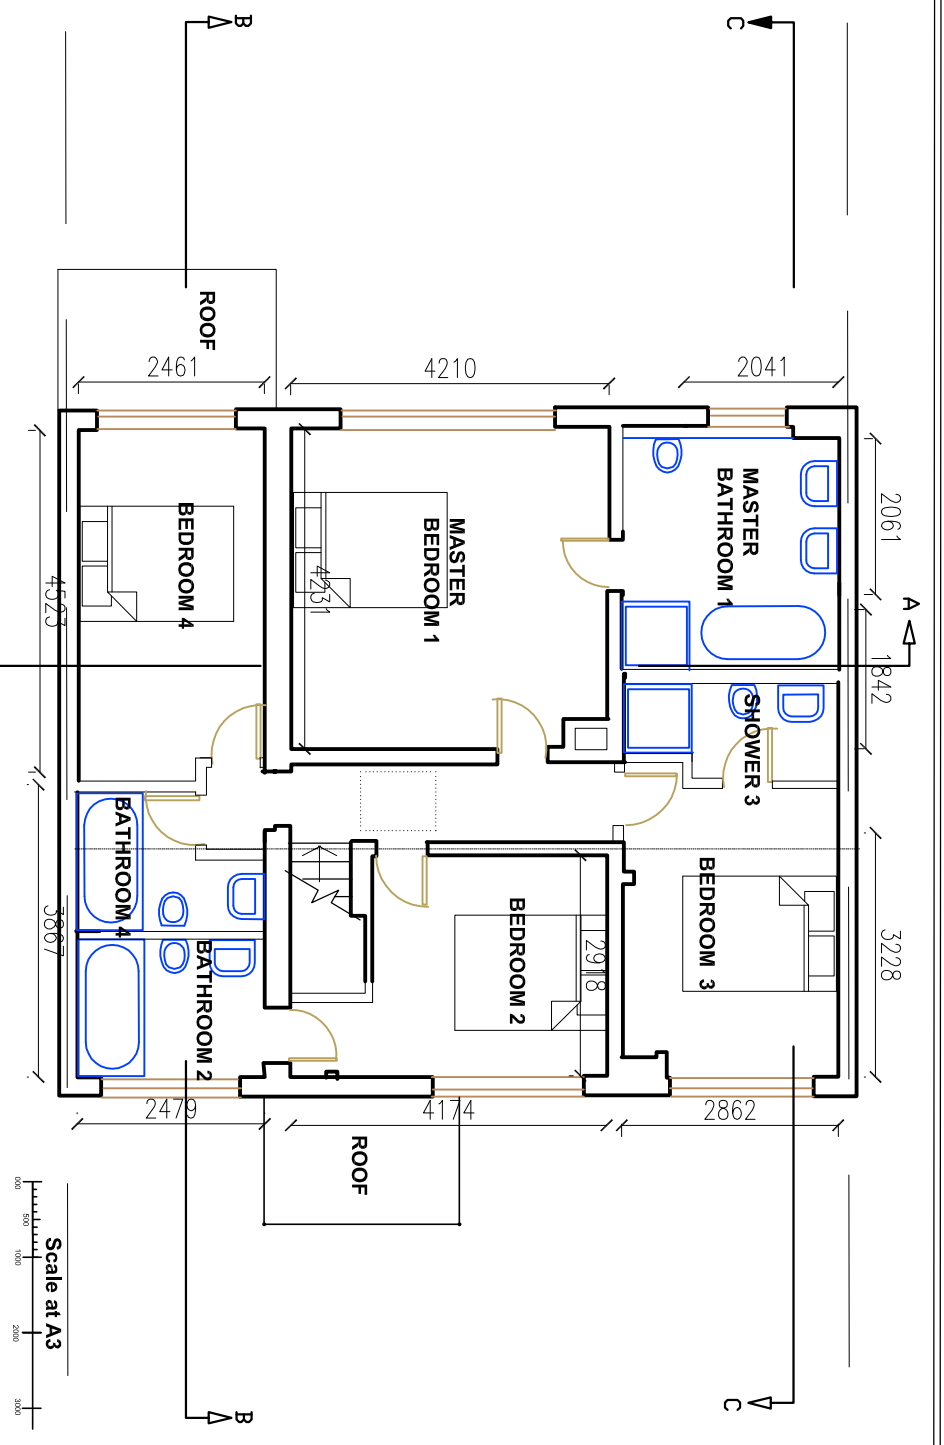 B
C
ROOF
2461
4210
2041
2061
MASTER
BATHROOM 1
BEDROOM 4
MASTER
BEDROOM 1
4231
4523
A
1842
SHOWER 3
BATHROOM 4
BEDROOM 3
BEDROOM 2
2918
3228
3867
BATHROOM 2
2479
4174
2862
ROOF
Scale at A3
000
500
1000
2000
3000
B
C